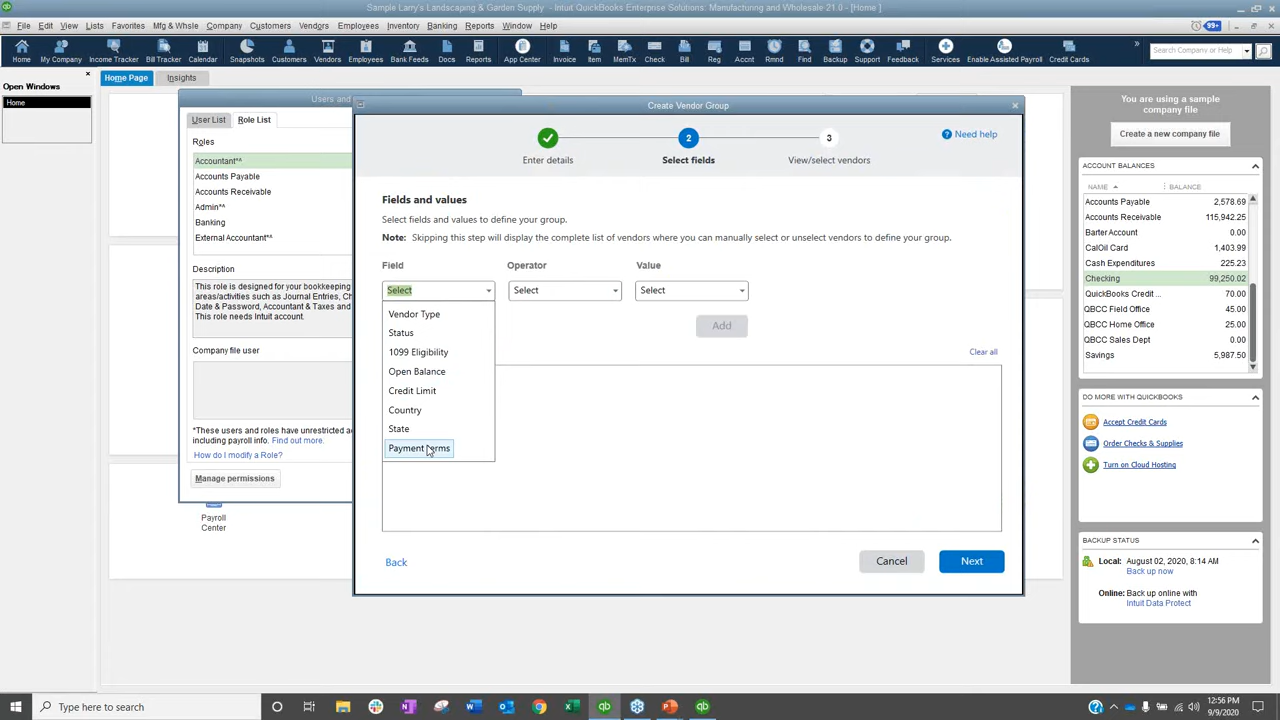 Sample Larry's Landscaping & Garden Supply - Intuit QuickBooks Enterprise Solutions: Manufacturing and Wholesale 21.0 - [Home ]
File Edit View Lists Favorites Mfg & Whsle Company Customers Vendors Employees Inventory Banking Reports Window Help
99+
Home My Company Income Tracker Bill Tracker Calendar Snapshots Customers Vendors Employees Bank Feeds Docs Reports App Center Invoice Item MemTx Check Bill Reg Accnt Rmnd Find Backup Support Feedback Services Enable Assisted Payroll Credit Cards
» Search Company or Help
Open Windows
Home
Home Page Insights
Users and
User List Role List
Roles
Accountant^^
Accounts Payable
Accounts Receivable
Admin*^
Banking
External Accountant*^
Description
This role is designed for your bookkeeping
areas/activities such as Journal Entries, Ch
Date & Password, Accountant & Taxes and
This role needs Intuit account.
Company file user
*These users and roles have unrestricted ac
including payroll info. Find out more.
How do I modify a Role?
Manage permissions
Payroll
Center
Create Vendor Group
2 3
Enter details Select fields View/select vendors
? Need help
Fields and values
Select fields and values to define your group.
Note: Skipping this step will display the complete list of vendors where you can manually select or unselect vendors to define your group.
Field Operator Value
Select Select Select
Vendor Type
Status
1099 Eligibility
Open Balance
Credit Limit
Country
State
Payment terms
Add
Clear all
Back Cancel Next
You are using a
sample
company file
Create a new company file
ACCOUNT BALANCES
NAME BALANCE
Accounts Payable 2,578.69
Accounts Receivable 115,942.25
Barter Account 0.00
CalOil Card 1,403.99
Cash Expenditures 225.23
Checking 99,250.02
QuickBooks Credit ... 70.00
QBCC Field Office 45.00
QBCC Home Office 25.00
QBCC Sales Dept 0.00
Savings 5,987.50
DO MORE WITH QUICKBOOKS
Accept Credit Cards
Order Checks & Supplies
Turn on Cloud Hosting
BACKUP STATUS
Local: August 02, 2020, 8:14 AM
Back up now
Online: Back up online with
Intuit Data Protect
Type here to search
12:56 PM
9/9/2020